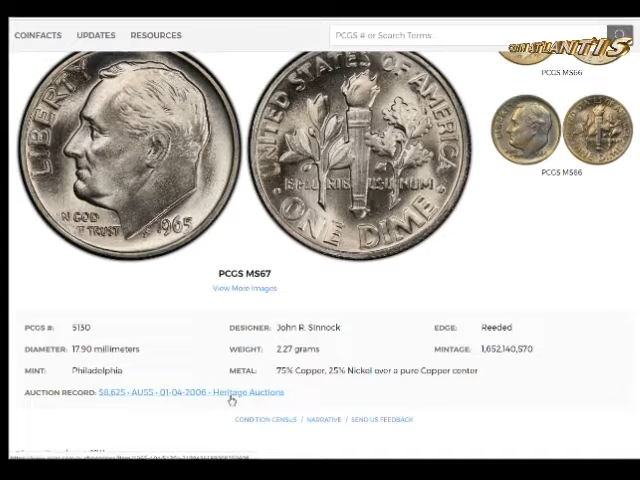 COINFACTS UPDATES RESOURCES
PCGS # or Search Terms
COIN ATLANTIS
LIBERTY
IN GOD
WE TRUST
1965
UNITED STATES OF AMERICA
E PLURIBUS UNUM
ONE DIME
PCGS MS66
PCGS MS66
PCGS MS67
View More Images
PCGS #: 5130
DESIGNER: John R. Sinnock
EDGE: Reeded
DIAMETER: 17.90 millimeters
WEIGHT: 2.27 grams
MINTAGE: 1,652,140,570
MINT: Philadelphia
METAL: 75% Copper, 25% Nickel over a pure Copper center
AUCTION RECORD: $8,625 • AU55 • 01-04-2006 • Heritage Auctions
CONDITION CENSUS / NARRATIVE / SEND US FEEDBACK